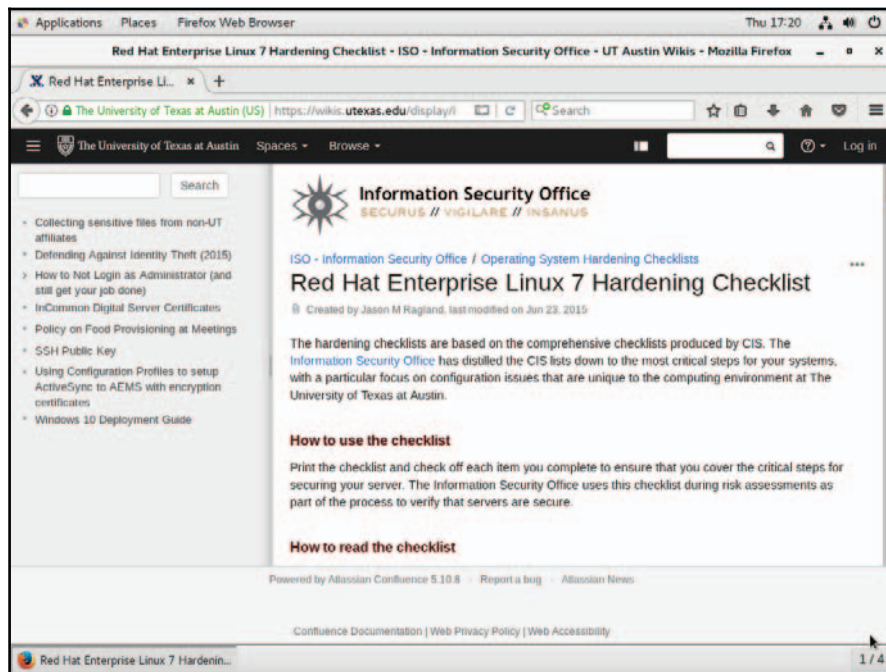 Applications Places Firefox Web Browser Thu 17:20
Red Hat Enterprise Linux 7 Hardening Checklist - ISO - Information Security Office - UT Austin Wikis - Mozilla Firefox
Red Hat Enterprise Li...
The University of Texas at Austin (US) https://wikis.utexas.edu/display/I Search
The University of Texas at Austin Spaces Browse Log in
Search
Collecting sensitive files from non-UT
affiliates
Defending Against Identity Theft (2015)
How to Not Login as Administrator (and
still get your job done)
InCommon Digital Server Certificates
Policy on Food Provisioning at Meetings
SSH Public Key
Using Configuration Profiles to setup
ActiveSync to AEMS with encryption
certificates
Windows 10 Deployment Guide
Information Security Office
SECURUS // VIGILARE // INSANUS
ISO - Information Security Office / Operating System Hardening Checklists
Red Hat Enterprise Linux 7 Hardening Checklist
Created by Jason M Ragland, last modified on Jun 23, 2015
The hardening checklists are based on the comprehensive checklists produced by CIS. The
Information Security Office has distilled the CIS lists down to the most critical steps for your systems,
with a particular focus on configuration issues that are unique to the computing environment at The
University of Texas at Austin.
How to use the checklist
Print the checklist and check off each item you complete to ensure that you cover the critical steps for
securing your server. The Information Security Office uses this checklist during risk assessments as
part of the process to verify that servers are secure.
How to read the checklist
Powered by Atlassian Confluence 5.10.8 · Report a bug · Atlassian News
Confluence Documentation | Web Privacy Policy | Web Accessibility
Red Hat Enterprise Linux 7 Hardenin... 1 / 4